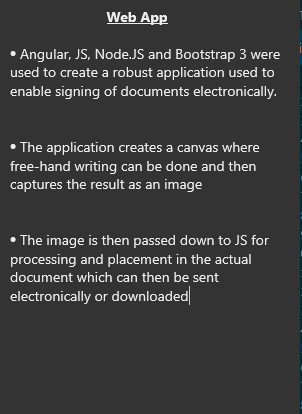 Web App
• Angular, JS, Node.JS and Bootstrap 3 were
used to create a robust application used to
enable signing of documents electronically.
• The application creates a canvas where
free-hand writing can be done and then
captures the result as an image
• The image is then passed down to JS for
processing and placement in the actual
document which can then be sent
electronically or downloaded